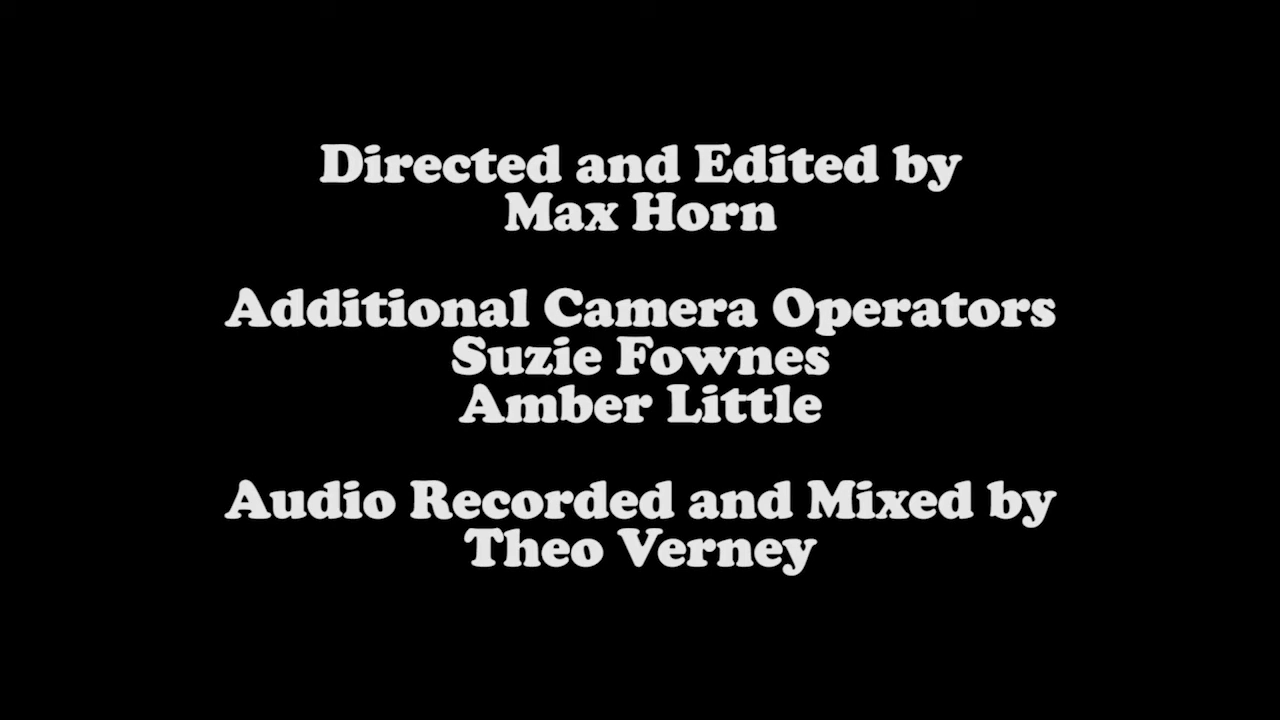 Directed and Edited by
Max Horn
Additional Camera Operators
Suzie Fownes
Amber Little
Audio Recorded and Mixed by
Theo Verney